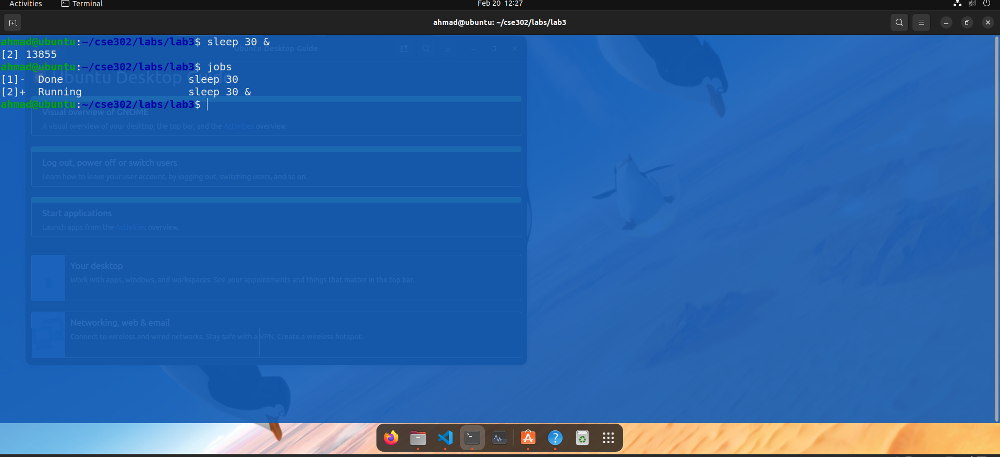 Activities Terminal Feb 20 12:27
ahmad@ubuntu: ~/cse302/labs/lab3
ahmad@ubuntu:~/cse302/labs/lab3$ sleep 30 &
[2] 13855
ahmad@ubuntu:~/cse302/labs/lab3$ jobs
[1]- Done sleep 30
[2]+ Running sleep 30 &
ahmad@ubuntu:~/cse302/labs/lab3$
Ubuntu Desktop Guide
Ubuntu Desktop Guide
Visual overview of GNOME
A visual overview of your desktop, the top bar, and the Activities overview.
Log out, power off or switch users
Learn how to leave your user account, by logging out, switching users, and so on.
Start applications
Launch apps from the Activities overview.
Your desktop
Work with apps, windows, and workspaces. See your appointments and things that matter in the top bar.
Networking, web & email
Connect to wireless and wired networks. Stay safe with a VPN. Create a wireless hotspot.